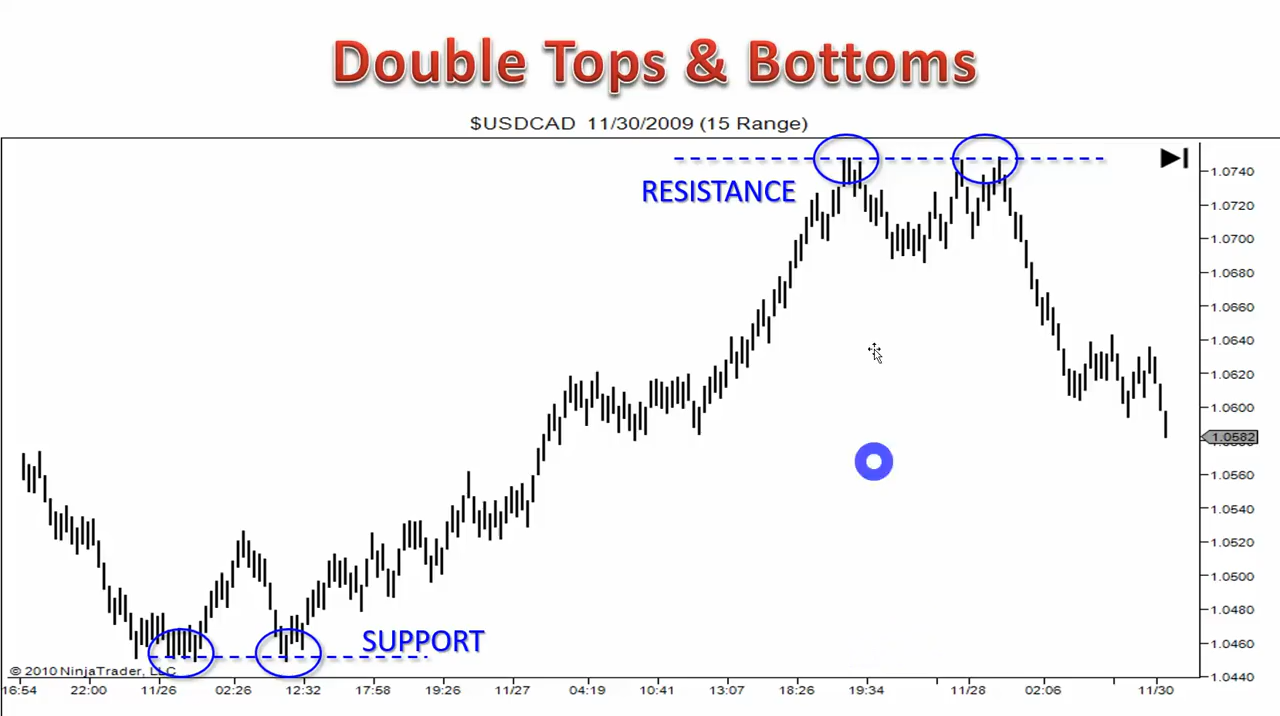 Double Tops & Bottoms
$USDCAD 11/30/2009 (15 Range)
RESISTANCE
1.0740
1.0720
1.0700
1.0680
1.0660
1.0640
1.0620
1.0600
1.0582
1.0560
1.0540
1.0520
1.0500
1.0480
1.0460
1.0440
SUPPORT
© 2010 NinjaTrader, LLC
16:54 22:00 11/26 02:26 12:32 17:58 19:26 11/27 04:19 10:41 13:07 18:26 19:34 11/28 02:06 11/30